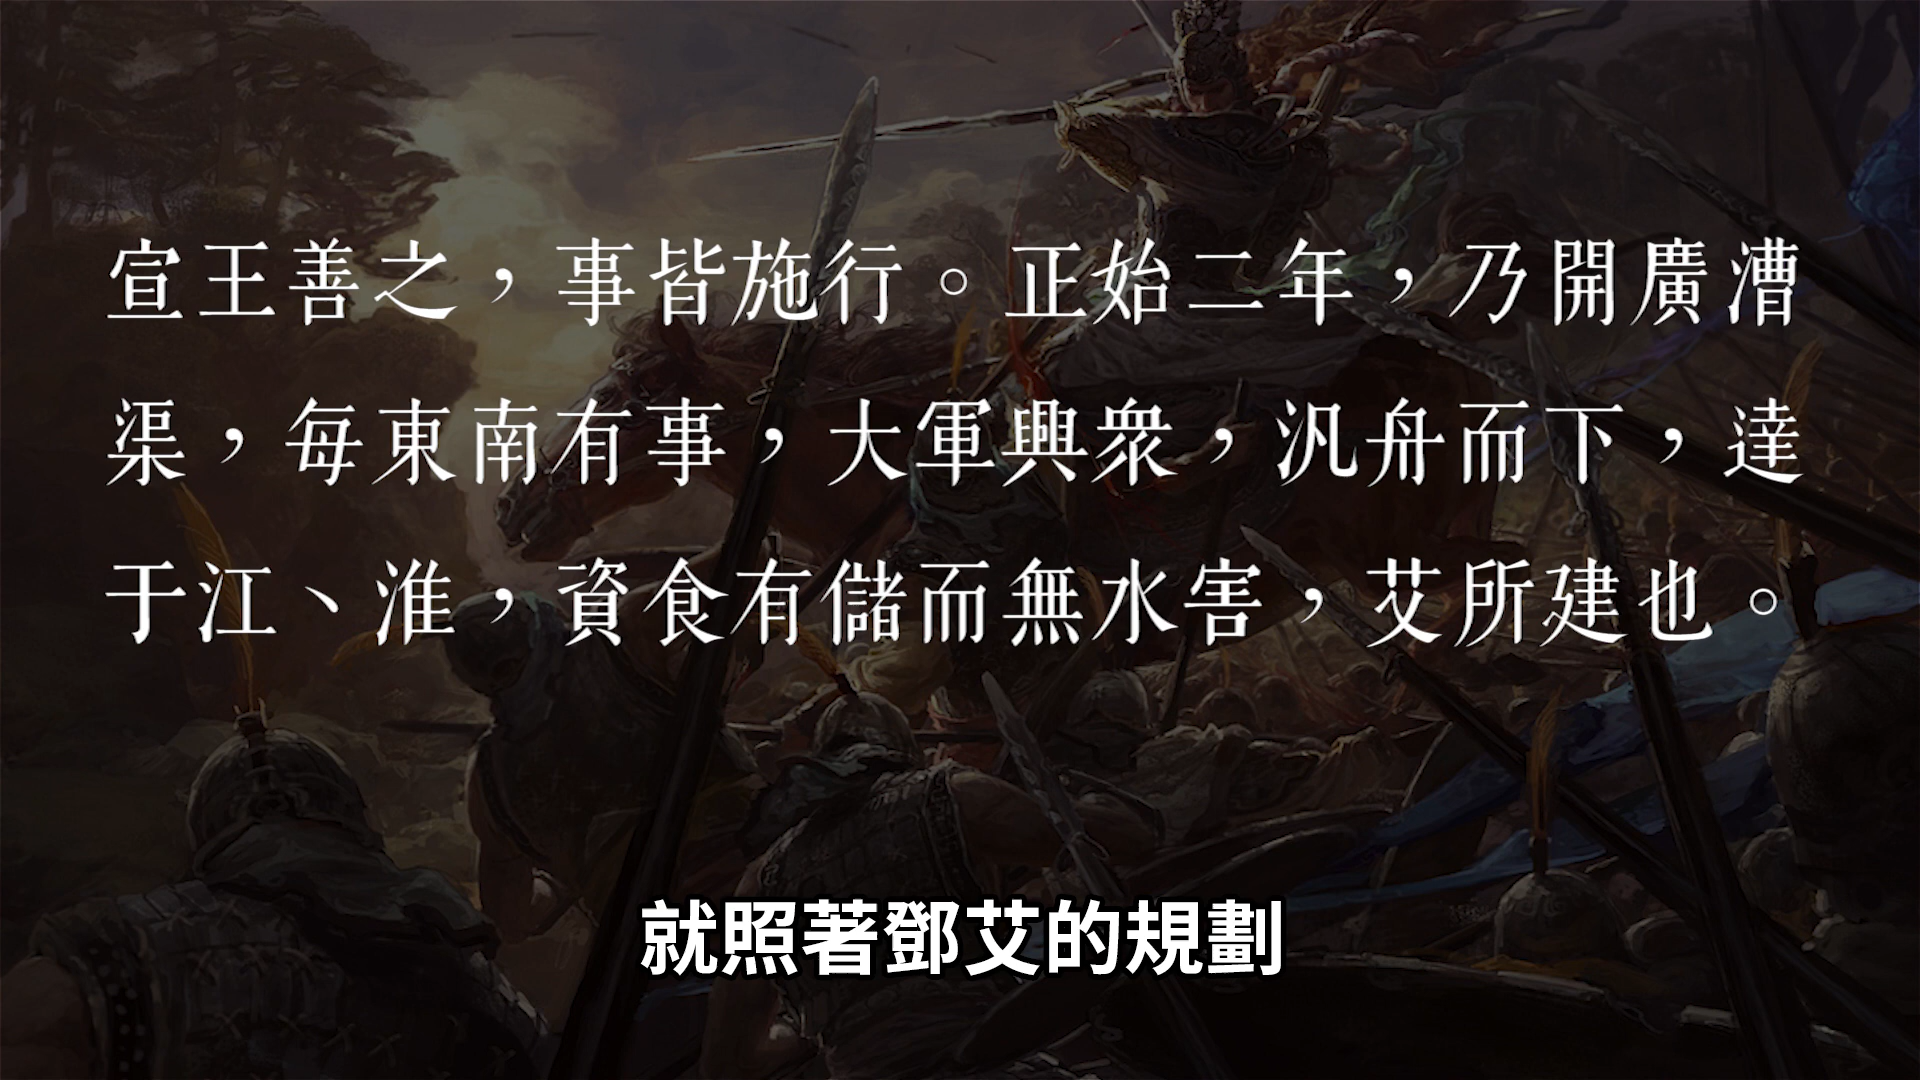 宣王善之，事皆施行。正始二年，乃開廣漕
渠，每東南有事，大軍興眾，汎舟而下，達
于江、淮，資食有儲而無水害，艾所建也。
就照著鄧艾的規劃